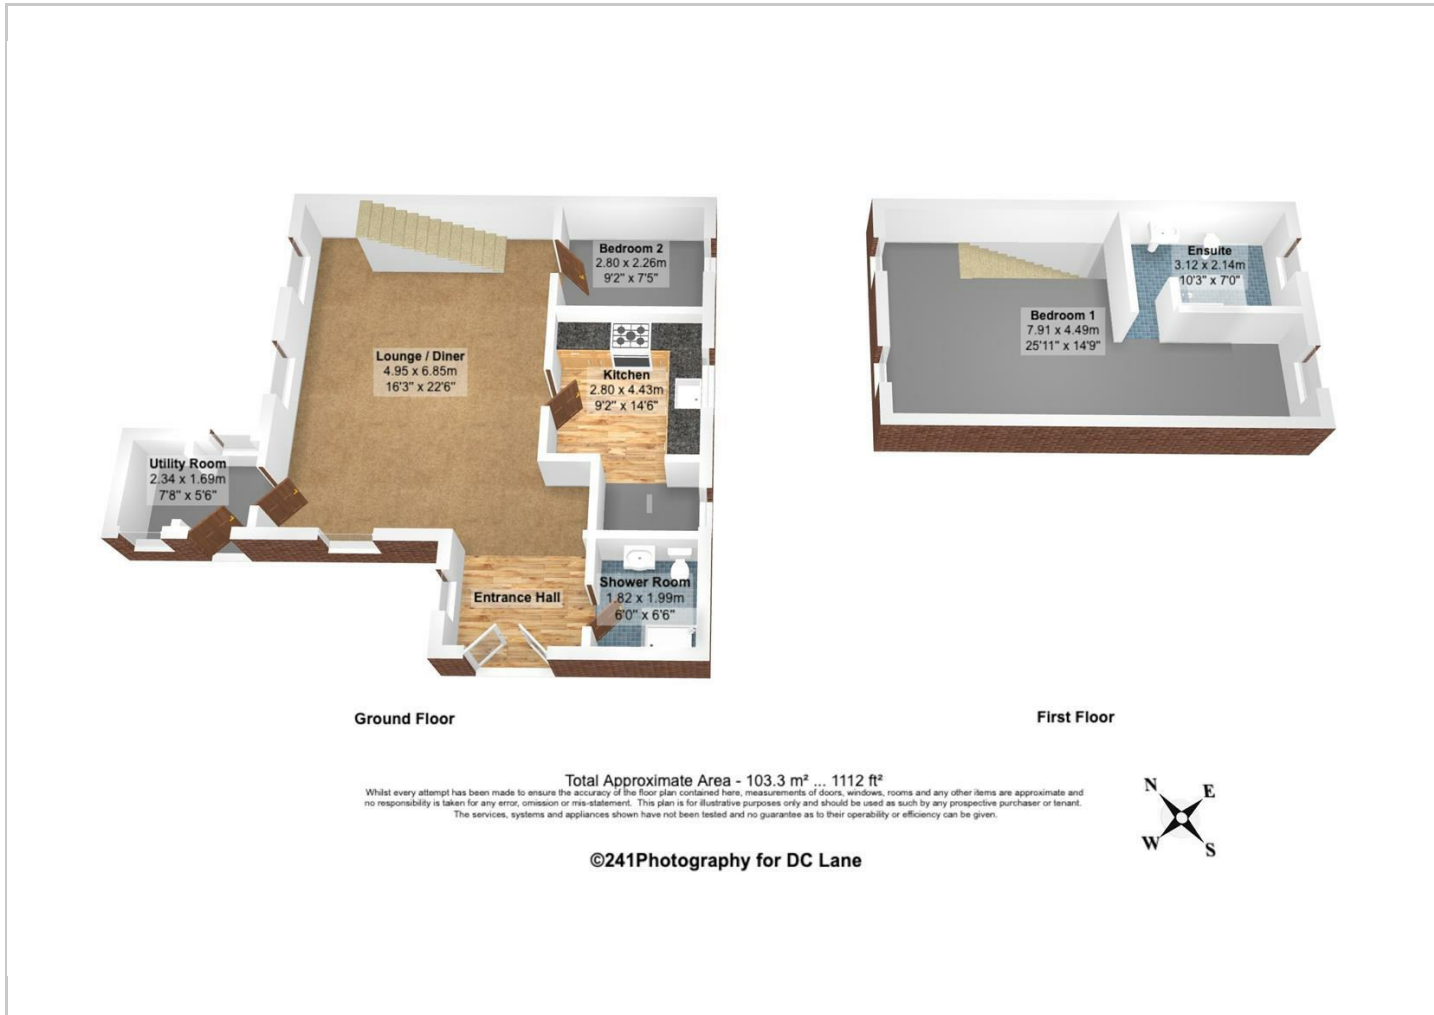 Bedroom 2
2.80 x 2.26m
9'2" x 7'5"
Lounge / Diner
4.95 x 6.85m
16'3" x 22'6"
Kitchen
2.80 x 4.43m
9'2" x 14'6"
Utility Room
2.34 x 1.69m
7'8" x 5'6"
Entrance Hall
Shower Room
1.82 x 1.99m
6'0" x 6'6"
Ground Floor
Ensuite
3.12 x 2.14m
10'3" x 7'0"
Bedroom 1
7.91 x 4.49m
25'11" x 14'9"
First Floor
Total Approximate Area - 103.3 m² ... 1112 ft²
Whilst every attempt has been made to ensure the accuracy of the floor plan contained here, measurements of doors, windows, rooms and any other items are approximate and
no responsibility is taken for any error, omission or mis-statement. This plan is for illustrative purposes only and should be used as such by any prospective purchaser or tenant.
The services, systems and appliances shown have not been tested and no guarantee as to their operability or efficiency can be given.
©241Photography for DC Lane
N E
W S